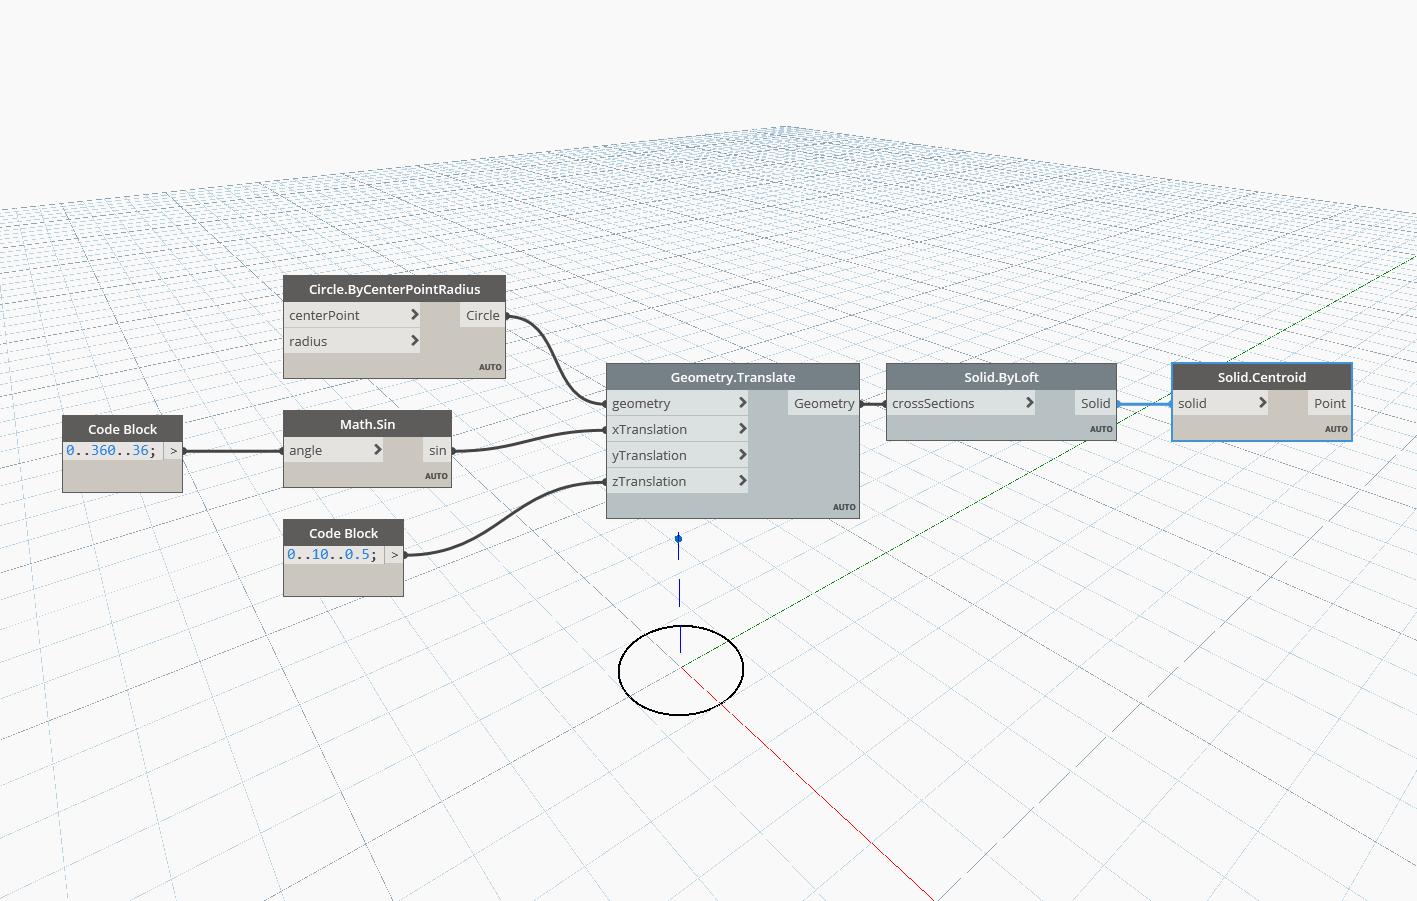 Circle.ByCenterPointRadius
centerPoint > Circle
radius >
AUTO
Code Block
0..360..36; >
Math.Sin
angle > sin
AUTO
Code Block
0..10..0.5; >
Geometry.Translate
geometry > Geometry
xTranslation >
yTranslation >
zTranslation >
AUTO
Solid.ByLoft
crossSections > Solid
AUTO
Solid.Centroid
solid > Point
AUTO